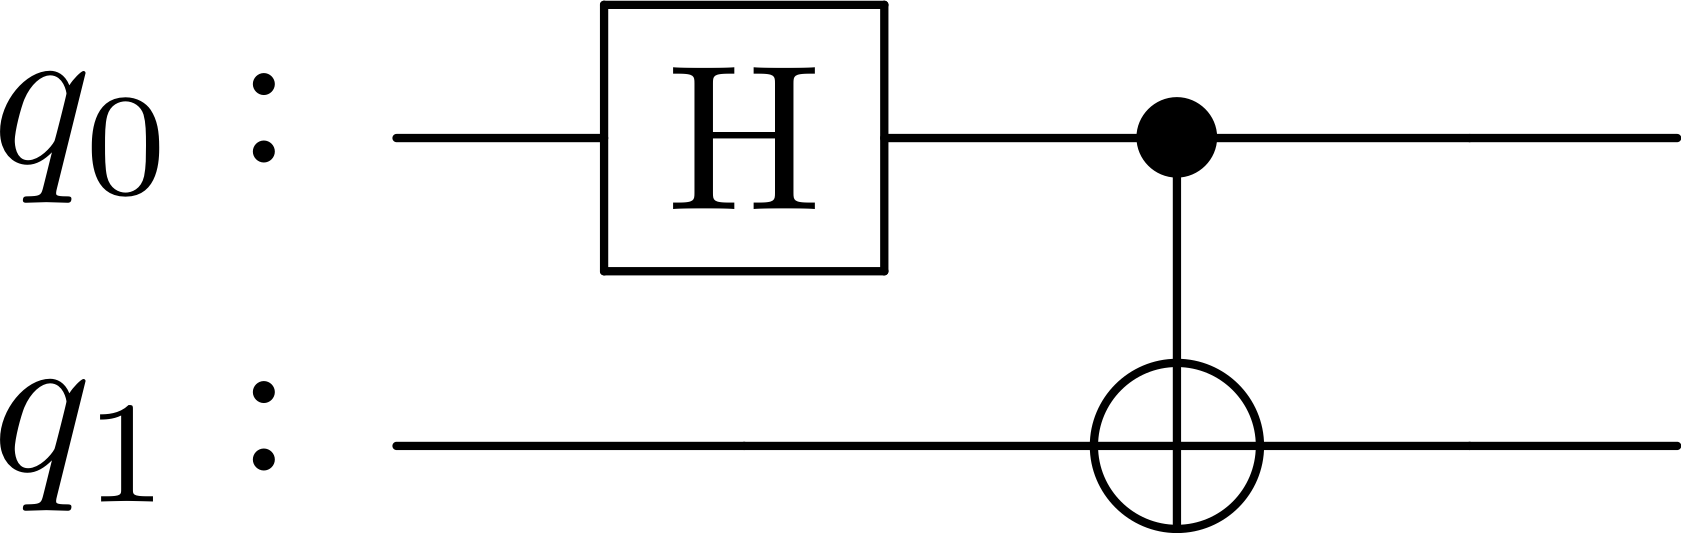 q₀ : H
q₁ :